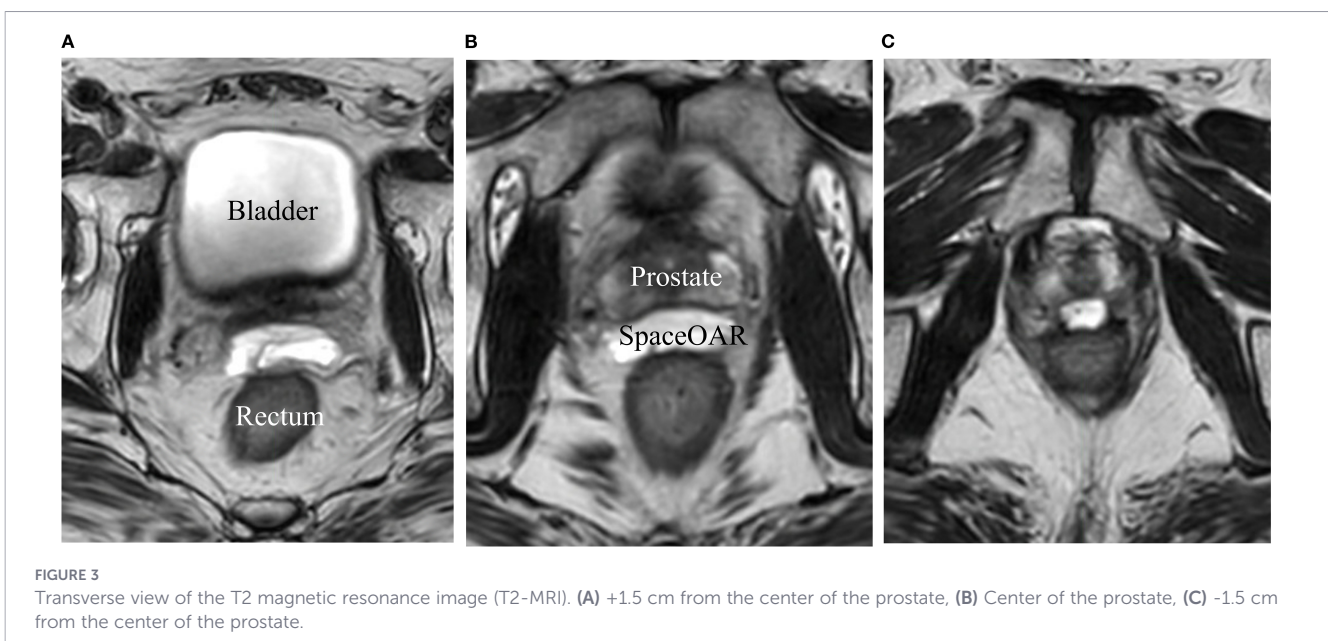 A
B
C
Bladder
Rectum
Prostate
SpaceOAR
FIGURE 3
Transverse view of the T2 magnetic resonance image (T2-MRI). (A) +1.5 cm from the center of the prostate, (B) Center of the prostate, (C) -1.5 cm
from the center of the prostate.